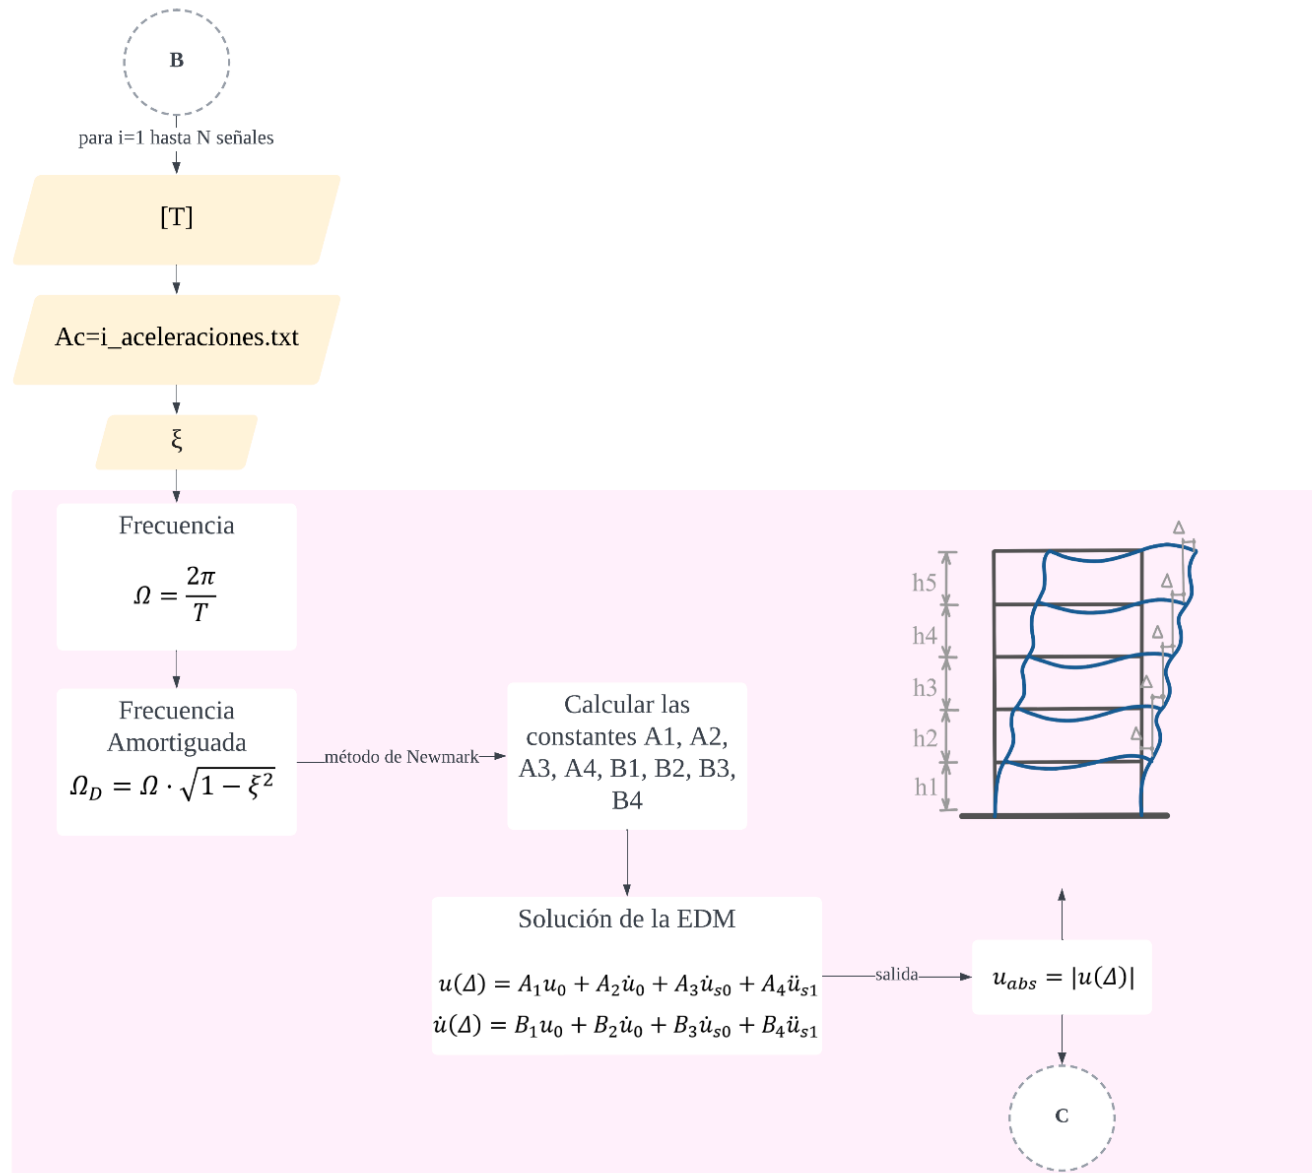 B
para i=1 hasta N señales
[T]
Ac=i_aceleraciones.txt
ξ
Frecuencia
Ω = 2π / T
Frecuencia
Amortiguada
Ω_D = Ω · √(1 − ξ²)
método de Newmark
Calcular las
constantes A1, A2,
A3, A4, B1, B2, B3,
B4
Solución de la EDM
u(Δ) = A₁u₀ + A₂u̇₀ + A₃u̇ₛ₀ + A₄üₛ₁
u̇(Δ) = B₁u₀ + B₂u̇₀ + B₃u̇ₛ₀ + B₄üₛ₁
salida
u_abs = |u(Δ)|
Δ
h5
Δ
h4
Δ
h3
Δ
h2
Δ
h1
C